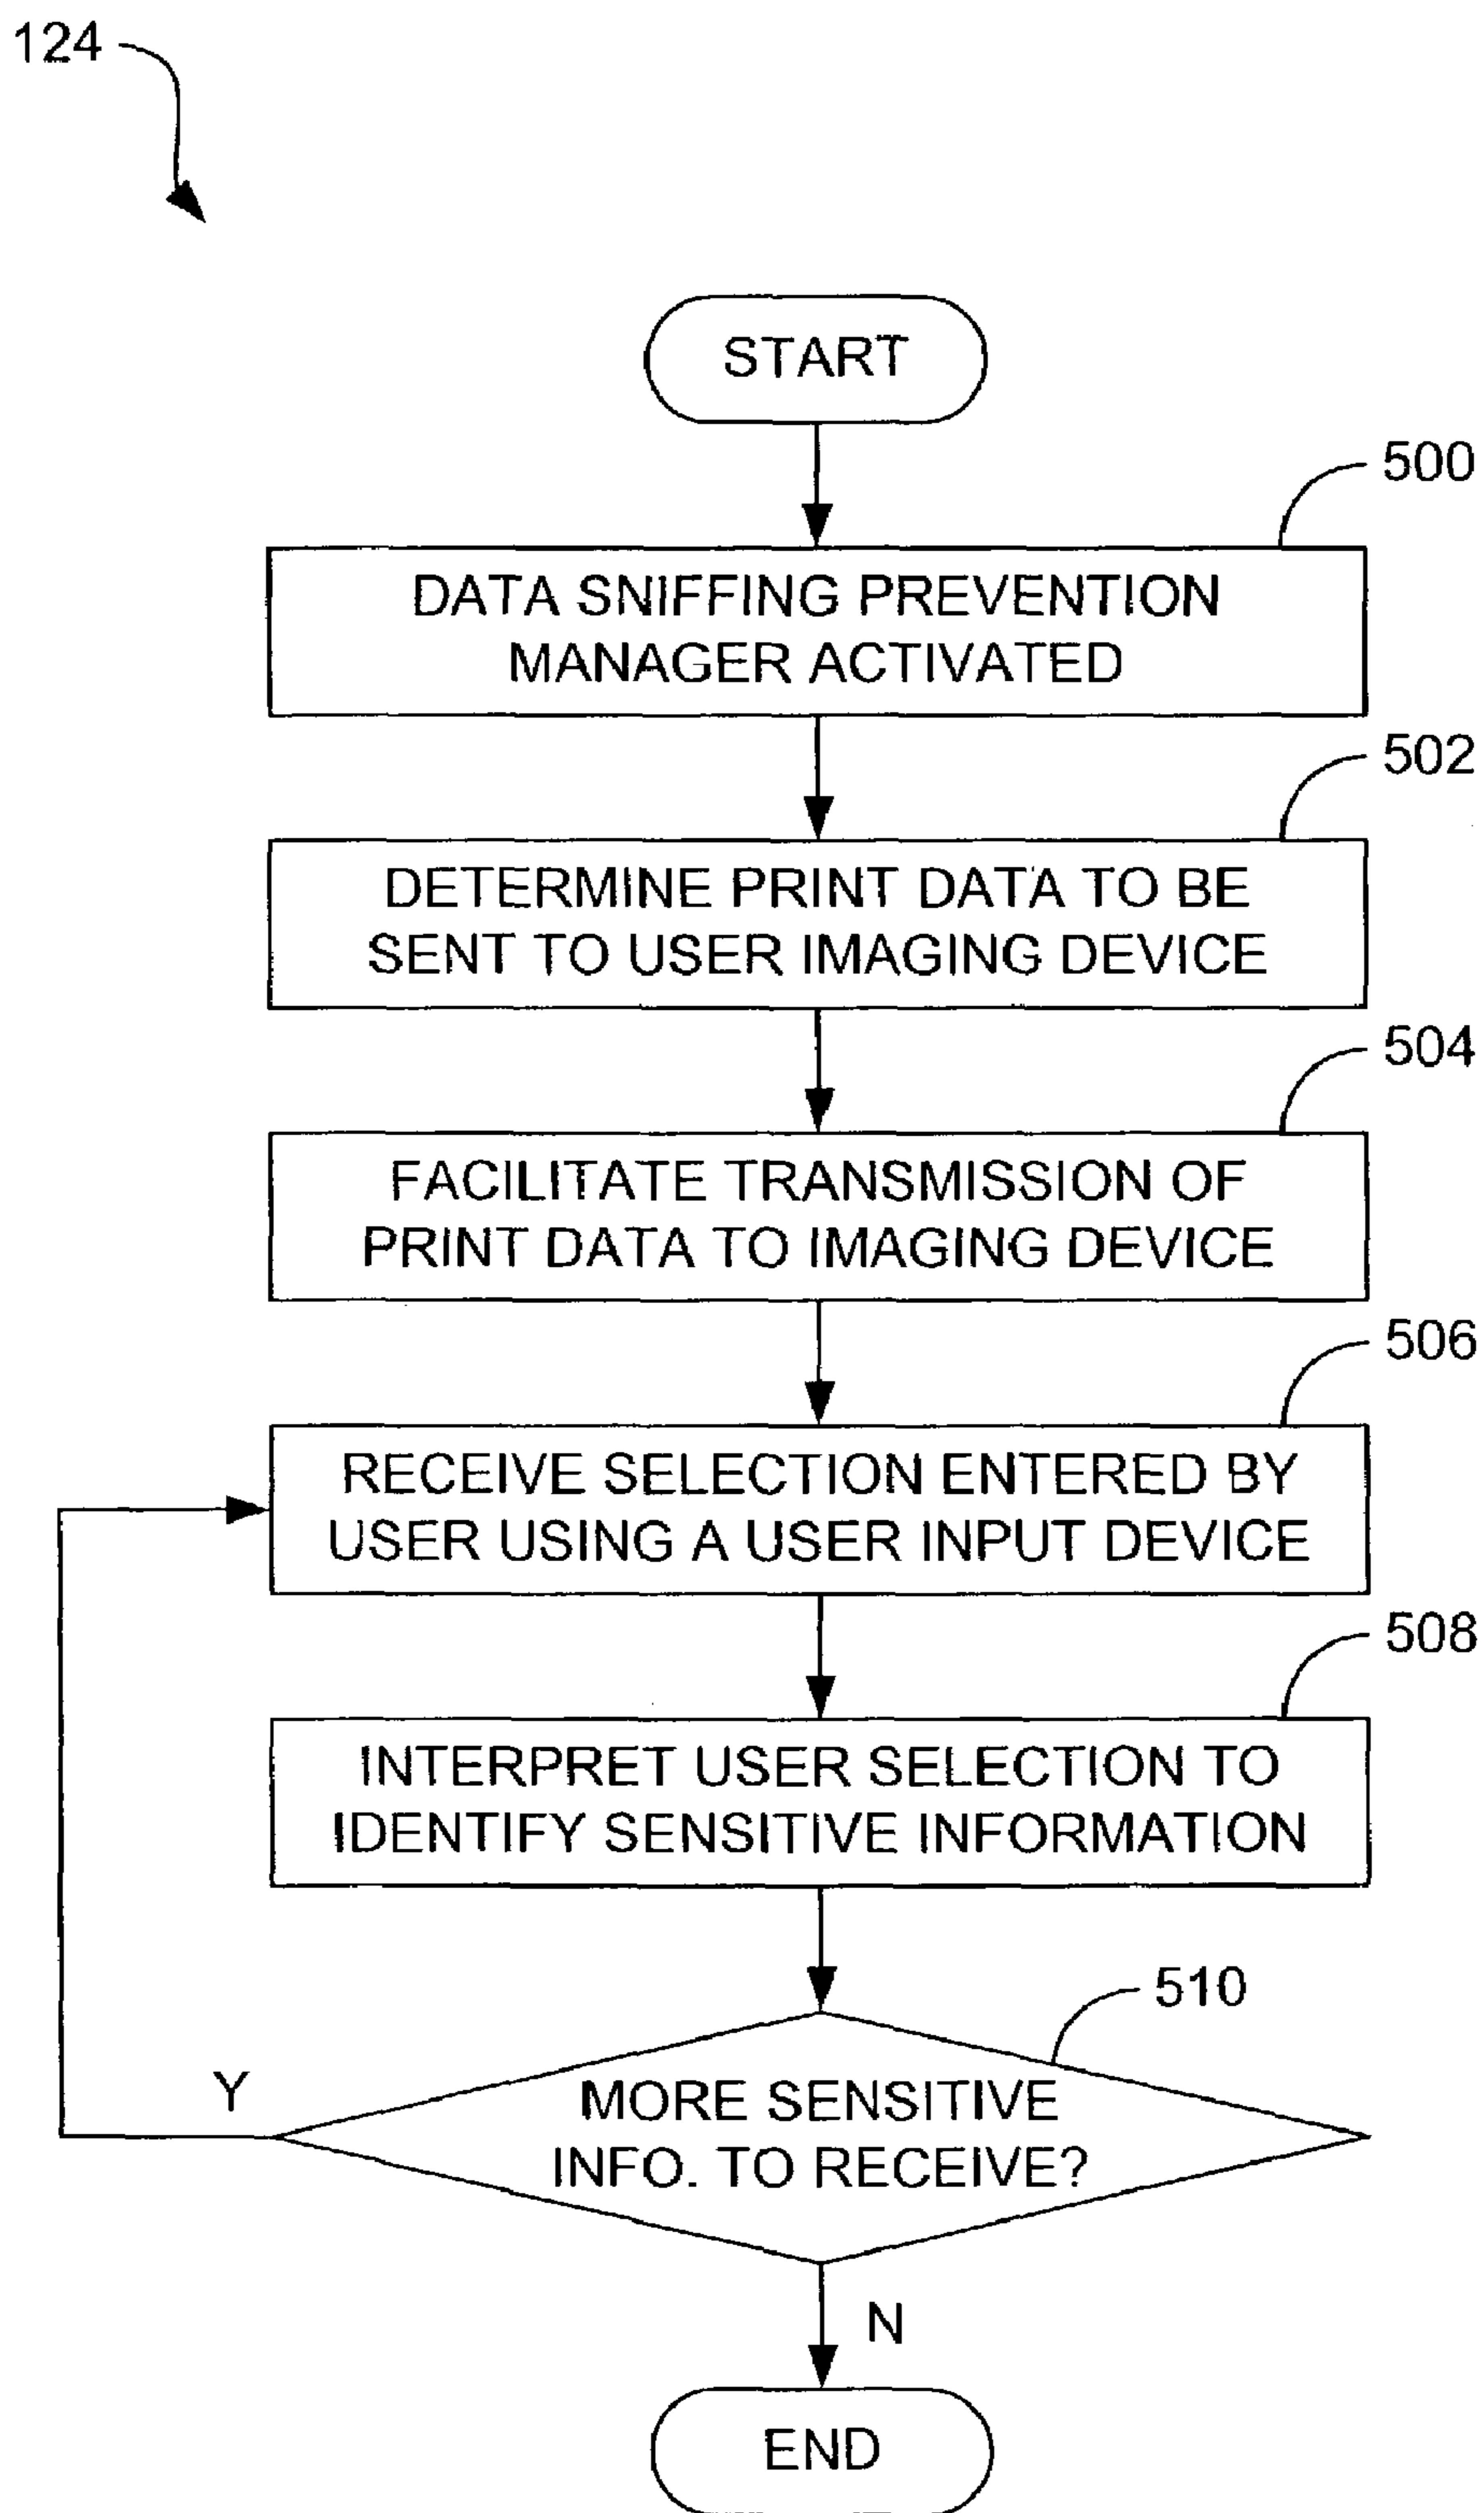 124
START
500
DATA SNIFFING PREVENTION
MANAGER ACTIVATED
502
DETERMINE PRINT DATA TO BE
SENT TO USER IMAGING DEVICE
504
FACILITATE TRANSMISSION OF
PRINT DATA TO IMAGING DEVICE
506
RECEIVE SELECTION ENTERED BY
USER USING A USER INPUT DEVICE
508
INTERPRET USER SELECTION TO
IDENTIFY SENSITIVE INFORMATION
510
MORE SENSITIVE
INFO. TO RECEIVE?
Y
N
END